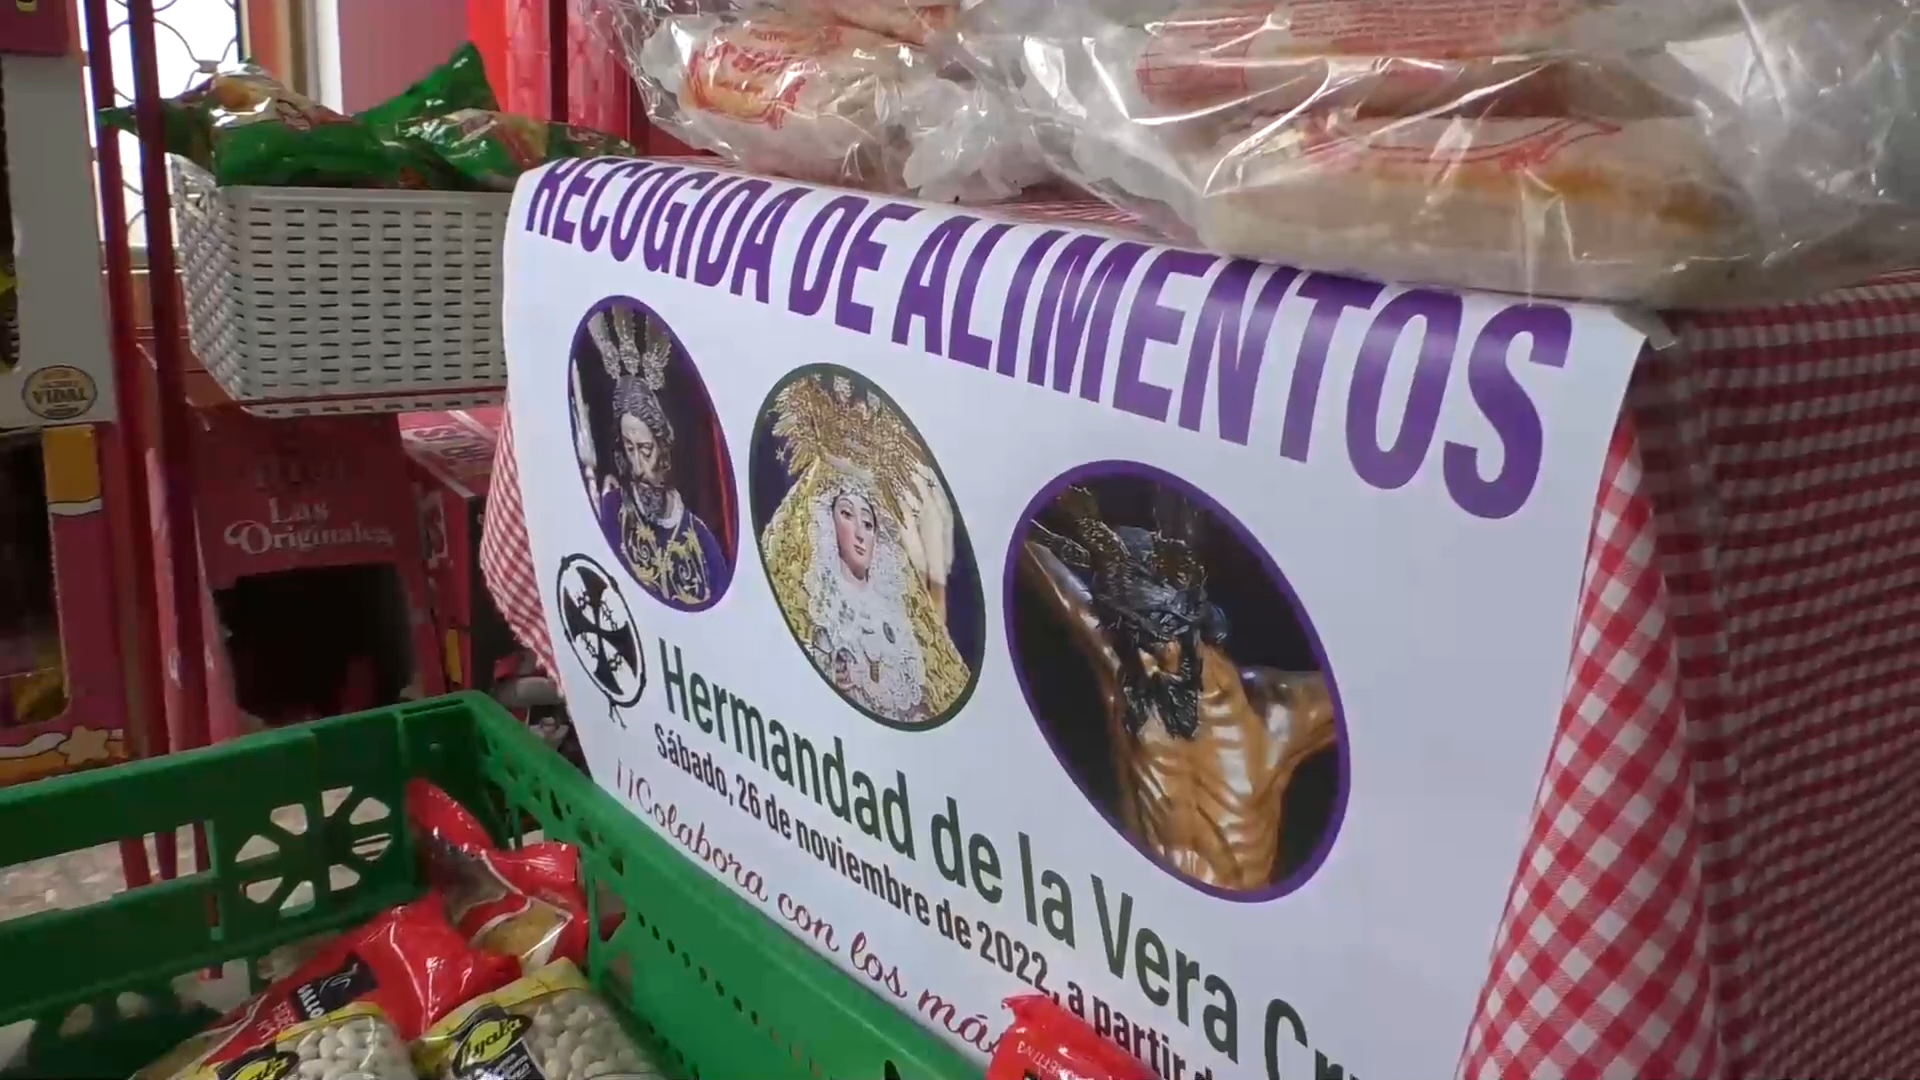 RECOGIDA DE ALIMENTOS
Hermandad de la Vera Cr
Sábado, 26 de noviembre de 2022, a partir d
¡¡Colabora con los má
VIDAL
Las
Originales